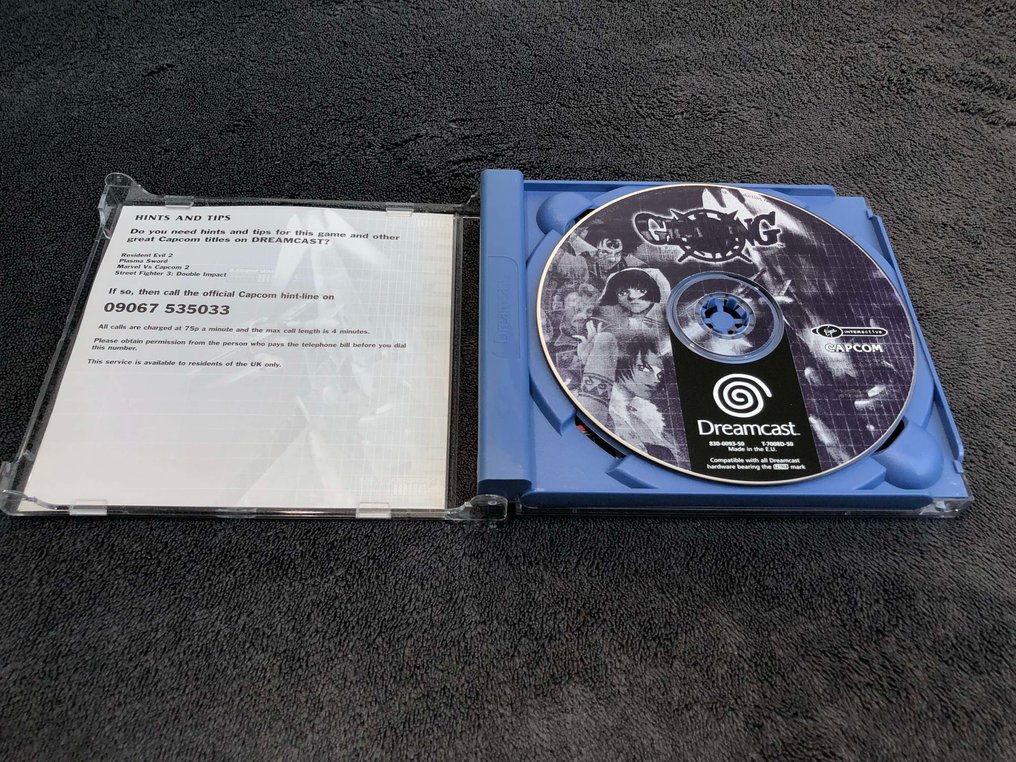 HINTS AND TIPS
Do you need hints and tips for this game and other
great Capcom titles on DREAMCAST?
Resident Evil 2
Plasma Sword
Marvel Vs Capcom 2
Street Fighter 3: Double Impact
If so, then call the official Capcom hint-line on
09067 535033
All calls are charged at 75p a minute and the max call length is 4 minutes.
Please obtain permission from the person who pays the telephone bill before you dial
this number.
This service is available to residents of the UK only.
Dreamcast
GUNWING
Virgin INTERACTIVE
CAPCOM
Dreamcast
830-0093-50 T-7008D-50
Made in the E.U.
Compatible with all Dreamcast
hardware bearing the PAL mark